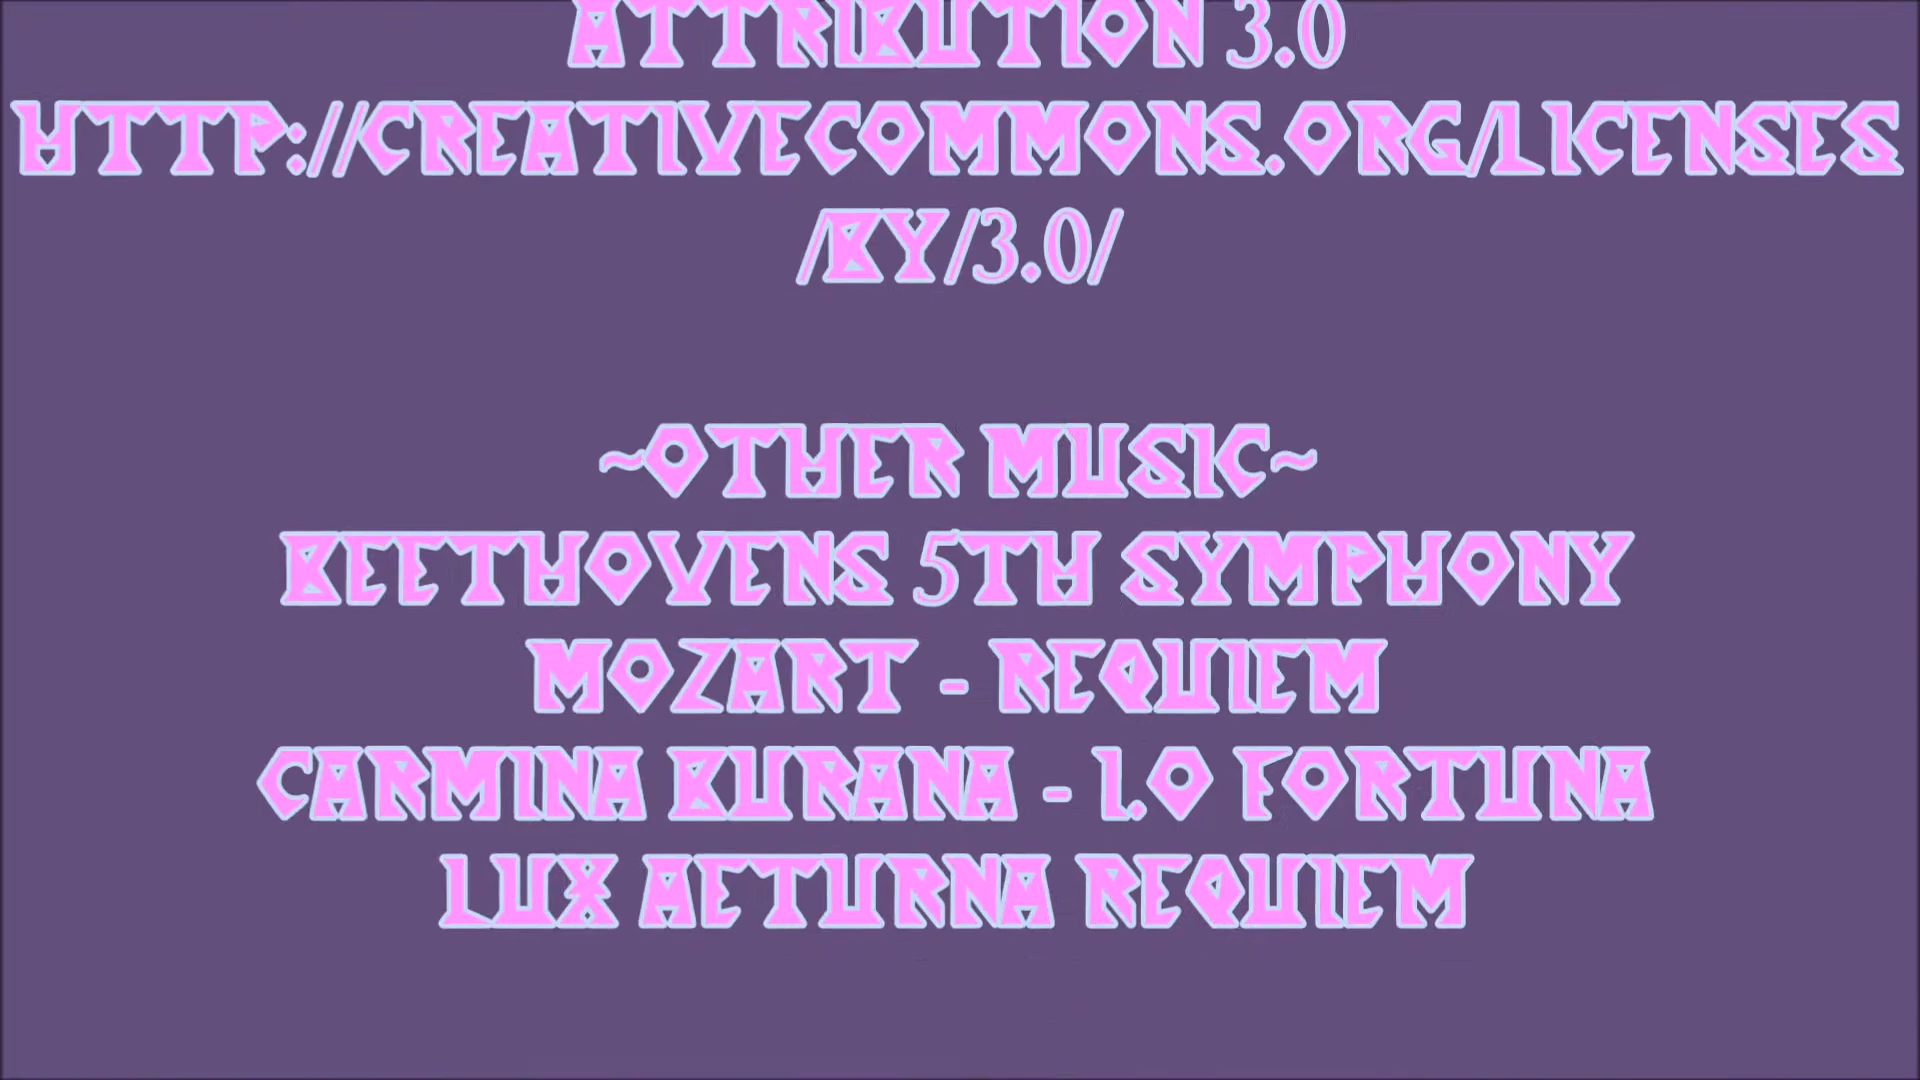 ATTRIBUTION 3.0
HTTP://CREATIVECOMMONS.ORG/LICENSES
/BY/3.0/
~OTHER MUSIC~
BEETHOVENS 5TH SYMPHONY
MOZART - REQUIEM
CARMINA BURANA - 1.O FORTUNA
LUX AETURNA REQUIEM